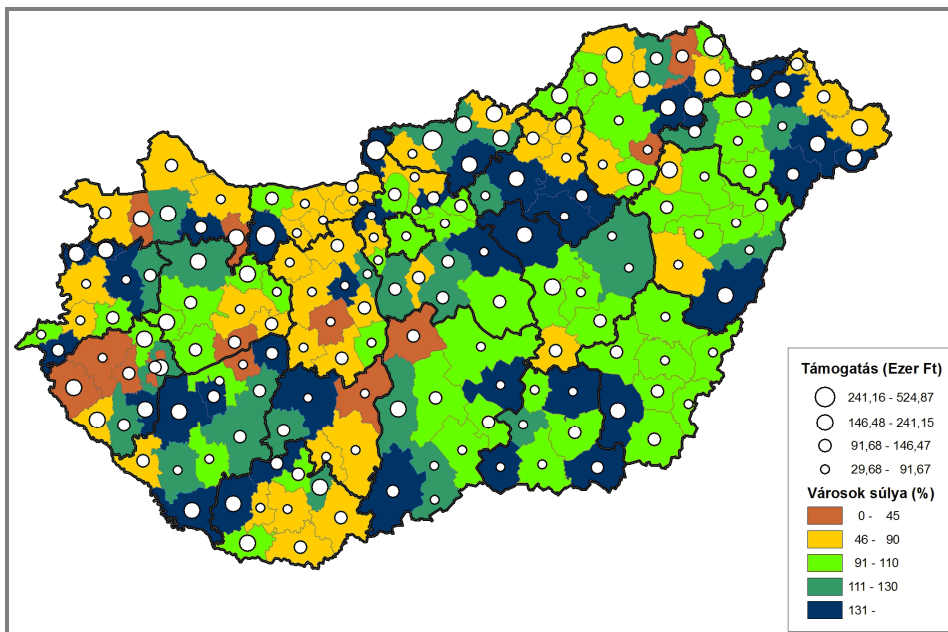 Támogatás (Ezer Ft)
241,16 - 524,87
146,48 - 241,15
91,68 - 146,47
29,68 - 91,67
Városok súlya (%)
0 - 45
46 - 90
91 - 110
111 - 130
131 -